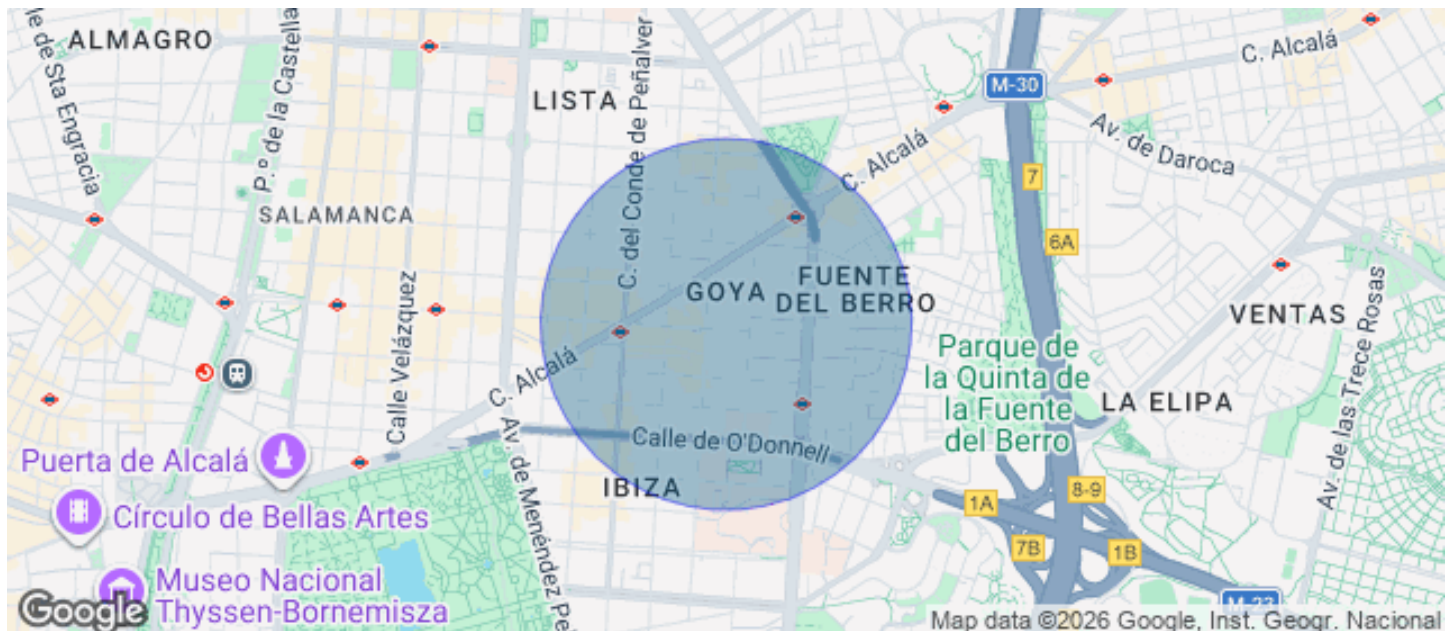 ALMAGRO
le de Sta Engracia
P.º de la Castella
LISTA
C. del Conde de Peñalver
C. Alcalá
M-30
C. Alcalá
Av. de Daroca
7
SALAMANCA
6A
Calle Velázquez
GOYA
FUENTE
DEL BERRO
VENTAS
Av. de las Trece Rosas
Parque de
la Quinta de
la Fuente
del Berro
C. Alcalá
LA ELIPA
Av. de Menéndez Pe
Calle de O'Donnell
Puerta de Alcalá
IBIZA
1A
8-9
Círculo de Bellas Artes
7B
1B
Museo Nacional
Thyssen-Bornemisza
M-23
Google
Map data ©2026 Google, Inst. Geogr. Nacional